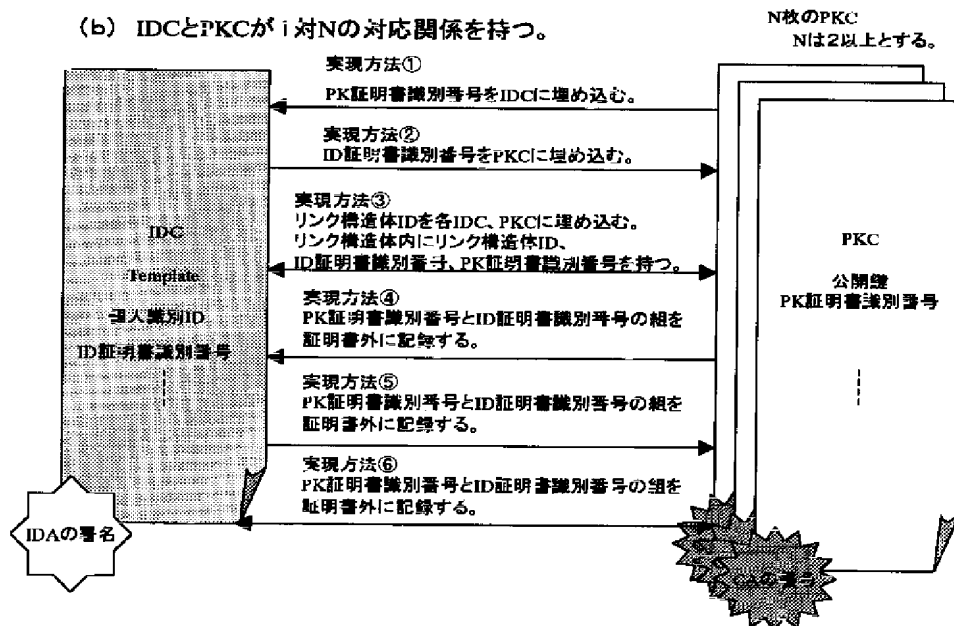 (b) IDCとPKCが1対Nの対応関係を持つ。
N枚のPKC
Nは2以上とする。
実現方法①
PK証明書識別番号をIDCに埋め込む。
実現方法②
ID証明書識別番号をPKCに埋め込む。
実現方法③
リンク構造体IDを各IDC、PKCに埋め込む。
リンク構造体内にリンク構造体ID、
ID証明書識別番号、PK証明書識別番号を持つ。
実現方法④
PK証明書識別番号とID証明書識別番号の組を
証明書外に記録する。
実現方法⑤
PK証明書識別番号とID証明書識別番号の組を
証明書外に記録する。
実現方法⑥
PK証明書識別番号とID証明書識別番号の組を
証明書外に記録する。
IDC
Template
個人識別ID
ID証明書識別番号
IDAの署名
PKC
公開鍵
PK証明書識別番号
CAの署名